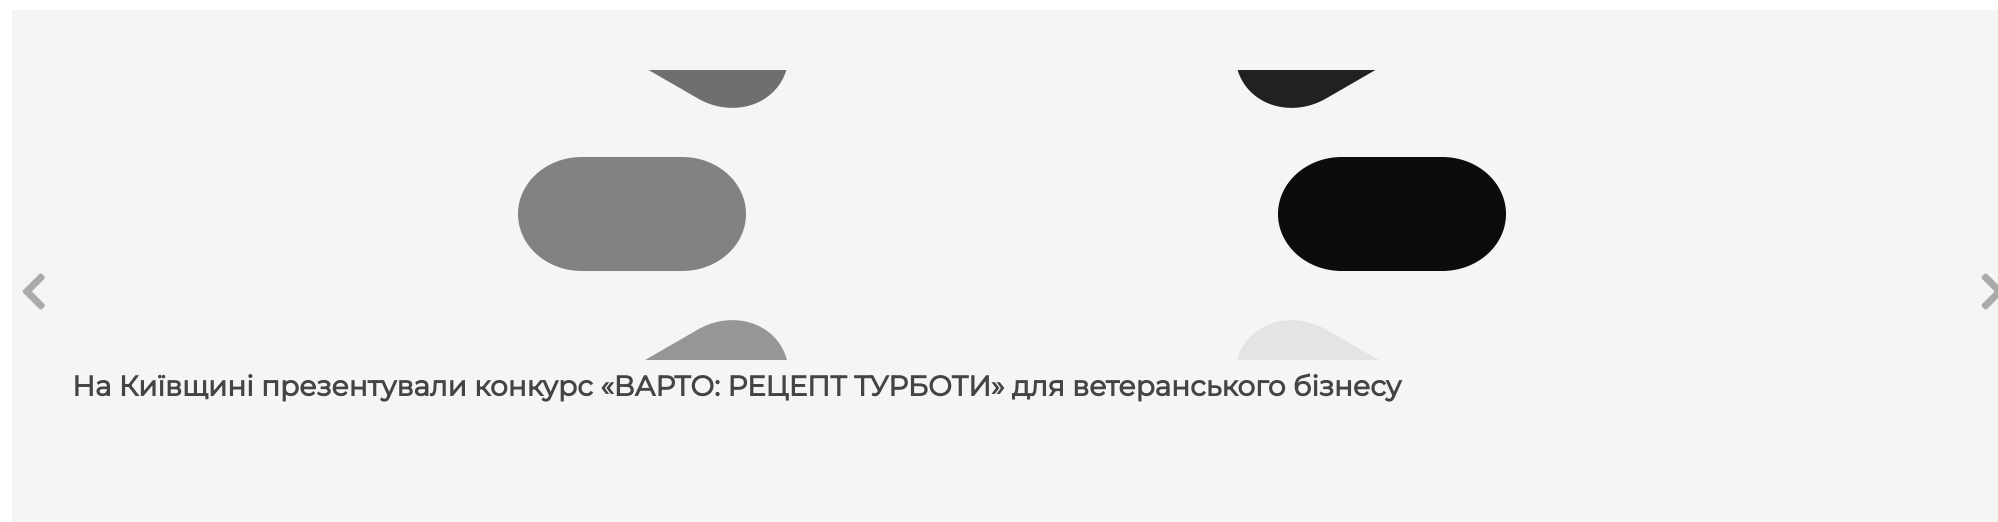 На Київщині презентували конкурс «ВАРТО: РЕЦЕПТ ТУРБОТИ» для ветеранського бізнесу